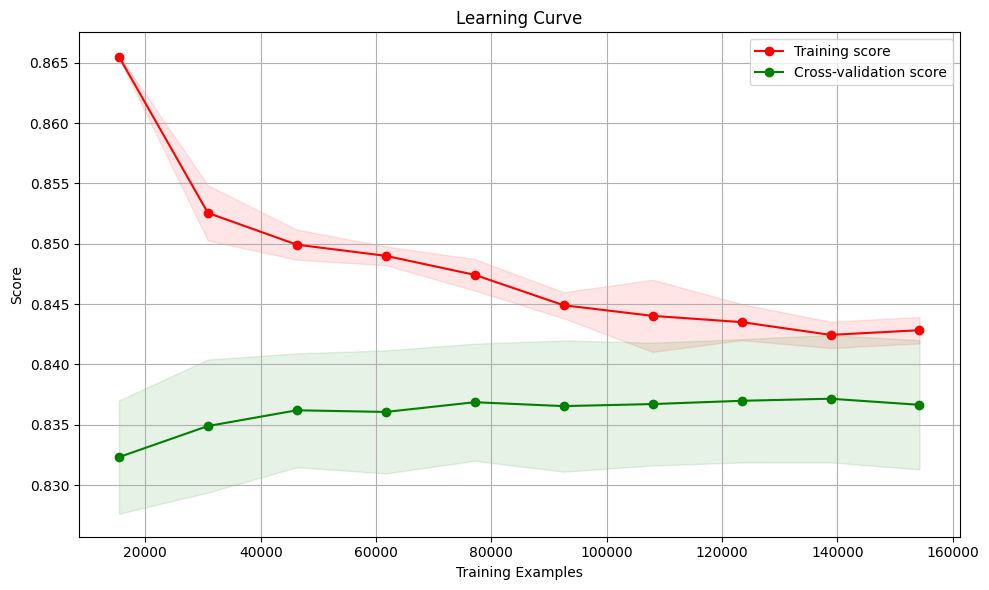 Learning Curve
Training score
Cross-validation score
0.865
0.860
0.855
0.850
0.845
0.840
0.835
0.830
Score
20000 40000 60000 80000 100000 120000 140000 160000
Training Examples